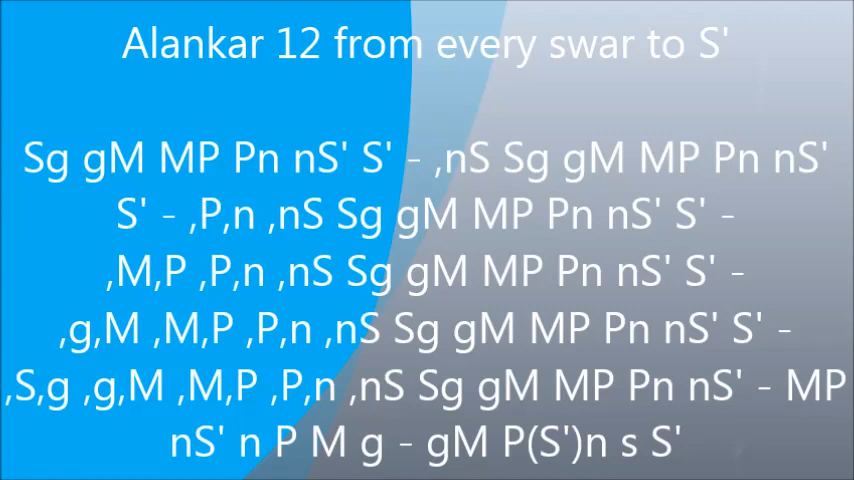 Alankar 12 from every swar to S'
Sg gM MP Pn nS' S' - ,nS Sg gM MP Pn nS'
S' - ,P,n ,nS Sg gM MP Pn nS' S' -
,M,P ,P,n ,nS Sg gM MP Pn nS' S' -
,g,M ,M,P ,P,n ,nS Sg gM MP Pn nS' S' -
,S,g ,g,M ,M,P ,P,n ,nS Sg gM MP Pn nS' - MP
nS' n P M g - gM P(S')n s S'